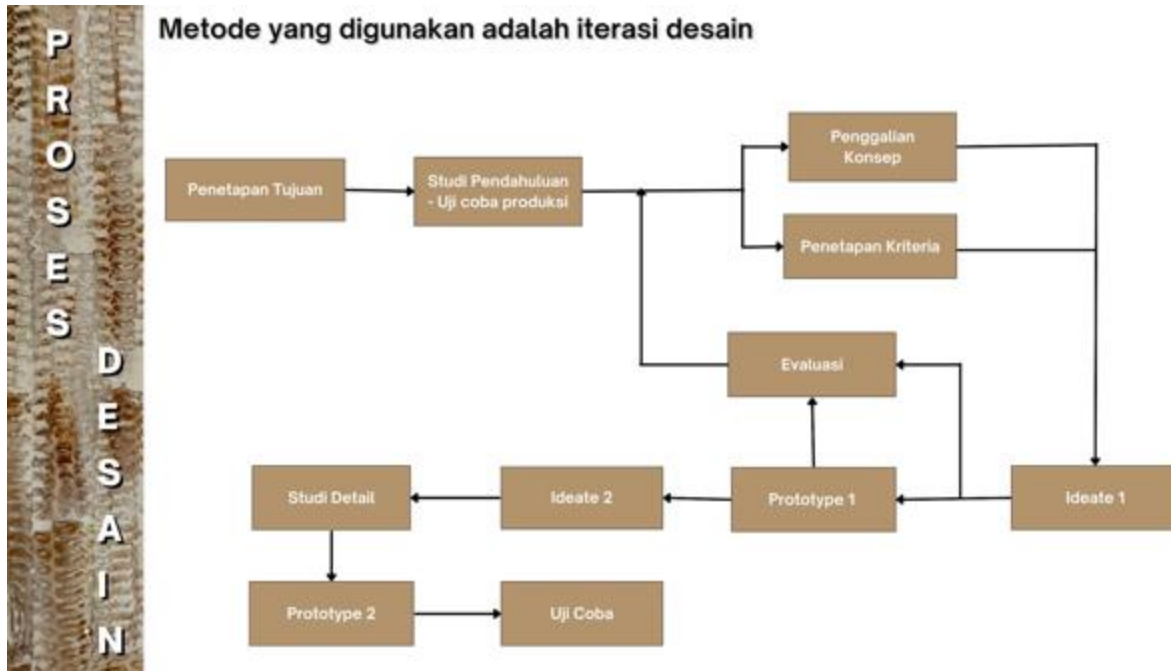 PROSES
DESAIN
Metode yang digunakan adalah iterasi desain
Penetapan Tujuan
Studi Pendahuluan
- Uji coba produksi
Penggalian
Konsep
Penetapan Kriteria
Evaluasi
Studi Detail
Ideate 2
Prototype 1
Ideate 1
Prototype 2
Uji Coba